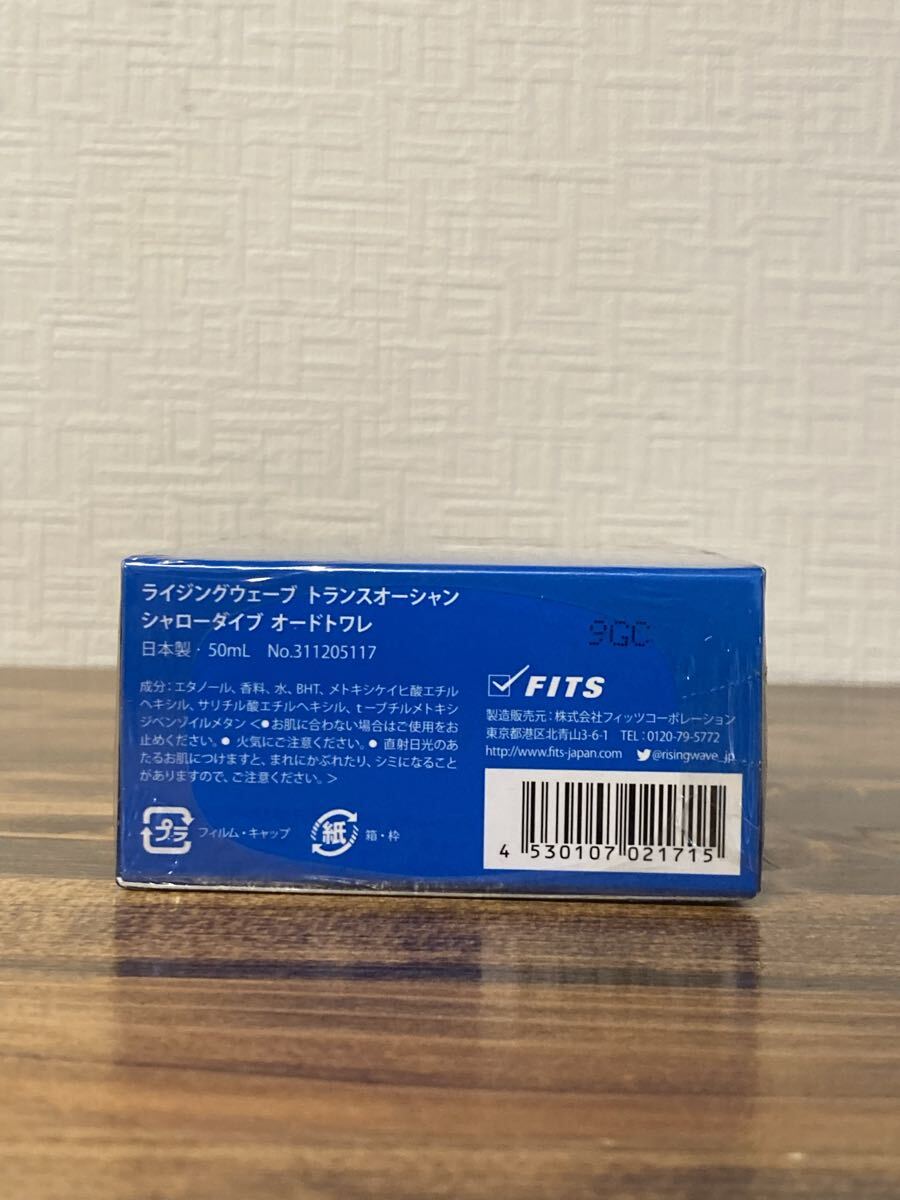 ライジングウェーブ トランスオーシャン
シャローダイブ オードトワレ
日本製・50mL No.311205117
成分：エタノール、香料、水、BHT、メトキシケイヒ酸エチル
ヘキシル、サリチル酸エチルヘキシル、t－ブチルメトキシ
ジベンゾイルメタン＜●お肌に合わない場合はご使用をお
止めください。● 火気にご注意ください。● 直射日光のあ
たるお肌につけますと、まれにかぶれたり、シミになること
がありますので、ご注意ください。＞
プラ フィルム・キャップ 紙 箱・枠
9GC
FITS
製造販売元：株式会社フィッツコーポレーション
東京都港区北青山3-6-1 TEL：0120-79-5772
http://www.fits-japan.com @risingwave_jp
4 530107 021715